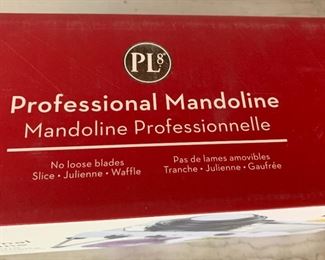 PL8
Professional Mandoline
Mandoline Professionnelle
No loose blades
Slice • Julienne • Waffle
Pas de lames amovibles
Tranche • Julienne • Gaufrée